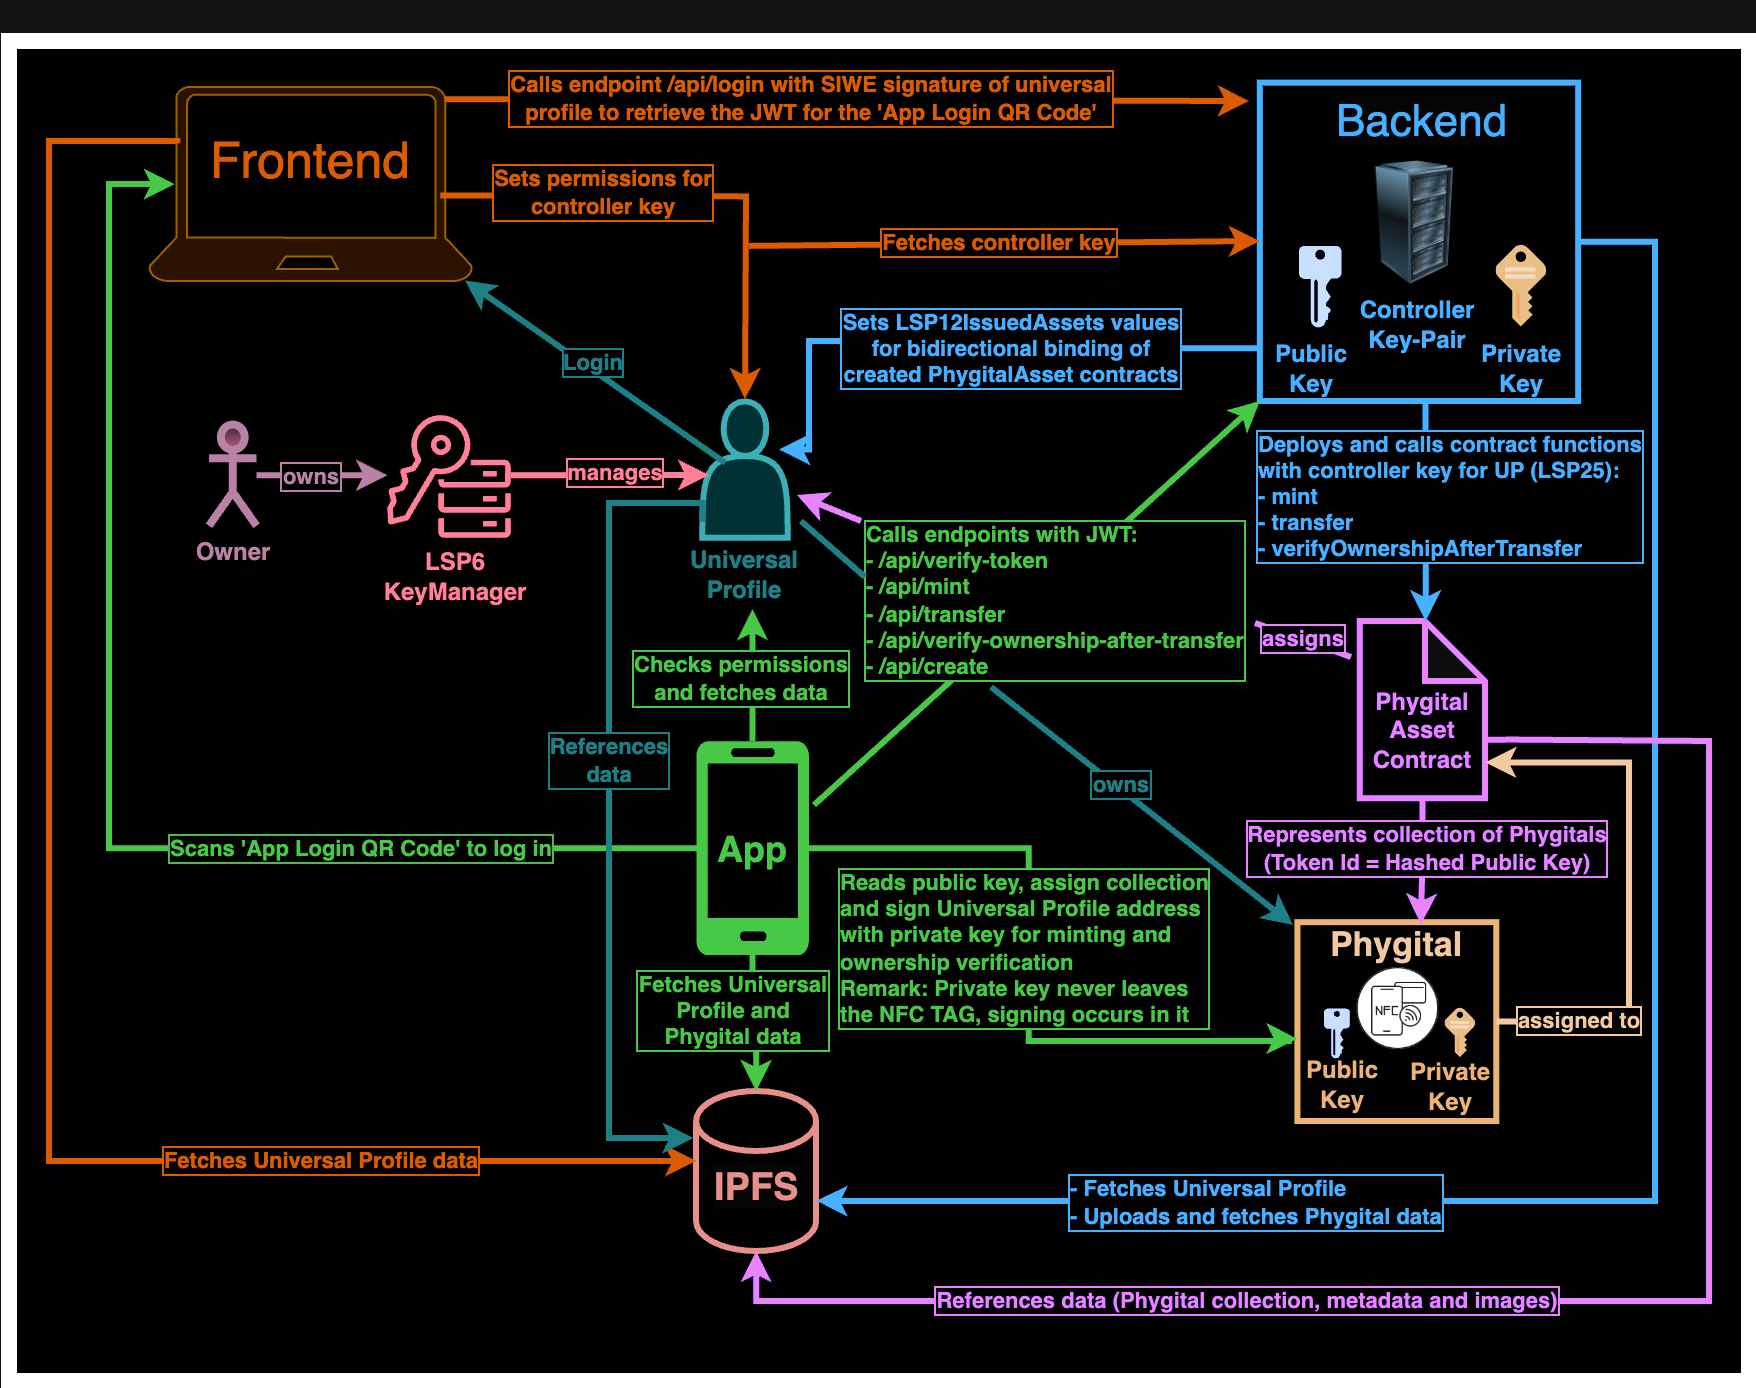 Calls endpoint /api/login with SIWE signature of universal
profile to retrieve the JWT for the 'App Login QR Code'
Frontend
Backend
Sets permissions for
controller key
Fetches controller key
Controller
Key-Pair
Public
Key
Private
Key
Sets LSP12IssuedAssets values
for bidirectional binding of
created PhygitalAsset contracts
Login
Deploys and calls contract functions
with controller key for UP (LSP25):
- mint
- transfer
- verifyOwnershipAfterTransfer
owns
manages
Owner
LSP6
KeyManager
Universal
Profile
Calls endpoints with JWT:
- /api/verify-token
- /api/mint
- /api/transfer
- /api/verify-ownership-after-transfer
- /api/create
assigns
Checks permissions
and fetches data
Phygital
Asset
Contract
References
data
owns
App
Scans 'App Login QR Code' to log in
Represents collection of Phygitals
(Token Id = Hashed Public Key)
Reads public key, assign collection
and sign Universal Profile address
with private key for minting and
ownership verification
Remark: Private key never leaves
the NFC TAG, signing occurs in it
Phygital
NFC
Public
Key
Private
Key
assigned to
Fetches Universal
Profile and
Phygital data
IPFS
Fetches Universal Profile data
- Fetches Universal Profile
- Uploads and fetches Phygital data
References data (Phygital collection, metadata and images)